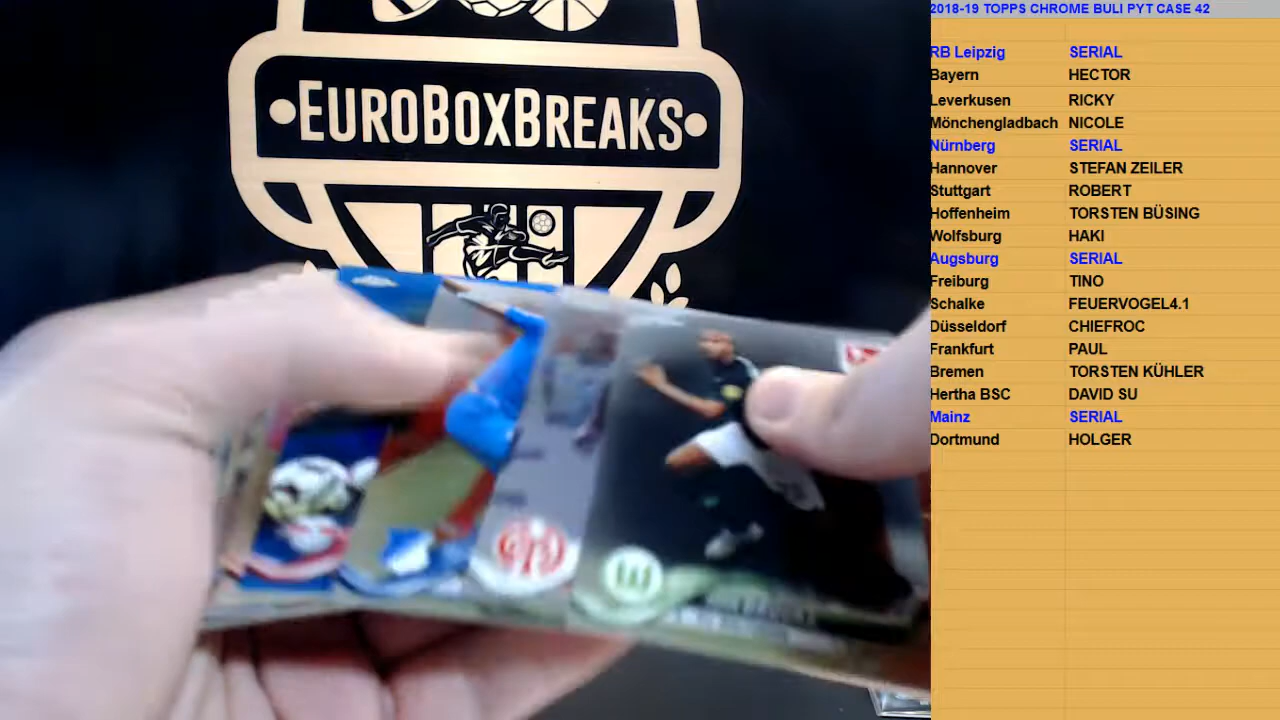 EUROBOXBREAKS
2018-19 TOPPS CHROME BULI PYT CASE 42
RB Leipzig SERIAL
Bayern HECTOR
Leverkusen RICKY
Mönchengladbach NICOLE
Nürnberg SERIAL
Hannover STEFAN ZEILER
Stuttgart ROBERT
Hoffenheim TORSTEN BÜSING
Wolfsburg HAKI
Augsburg SERIAL
Freiburg TINO
Schalke FEUERVOGEL4.1
Düsseldorf CHIEFROC
Frankfurt PAUL
Bremen TORSTEN KÜHLER
Hertha BSC DAVID SU
Mainz SERIAL
Dortmund HOLGER